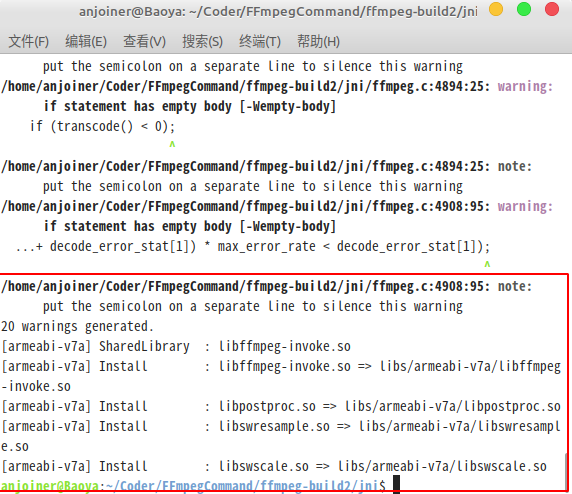 anjoiner@Baoya: ~/Coder/FFmpegCommand/ffmpeg-build2/jni
文件(F) 编辑(E) 查看(V) 搜索(S) 终端(T) 帮助(H)
put the semicolon on a separate line to silence this warning
/home/anjoiner/Coder/FFmpegCommand/ffmpeg-build2/jni/ffmpeg.c:4894:25: warning:
if statement has empty body [-Wempty-body]
if (transcode() < 0);
^
/home/anjoiner/Coder/FFmpegCommand/ffmpeg-build2/jni/ffmpeg.c:4894:25: note:
put the semicolon on a separate line to silence this warning
/home/anjoiner/Coder/FFmpegCommand/ffmpeg-build2/jni/ffmpeg.c:4908:95: warning:
if statement has empty body [-Wempty-body]
...+ decode_error_stat[1]) * max_error_rate < decode_error_stat[1]);
^
/home/anjoiner/Coder/FFmpegCommand/ffmpeg-build2/jni/ffmpeg.c:4908:95: note:
put the semicolon on a separate line to silence this warning
20 warnings generated.
[armeabi-v7a] SharedLibrary  : libffmpeg-invoke.so
[armeabi-v7a] Install        : libffmpeg-invoke.so => libs/armeabi-v7a/libffmpeg
-invoke.so
[armeabi-v7a] Install        : libpostproc.so => libs/armeabi-v7a/libpostproc.so
[armeabi-v7a] Install        : libswresample.so => libs/armeabi-v7a/libswresampl
e.so
[armeabi-v7a] Install        : libswscale.so => libs/armeabi-v7a/libswscale.so
anjoiner@Baoya:~/Coder/FFmpegCommand/ffmpeg-build2/jni$